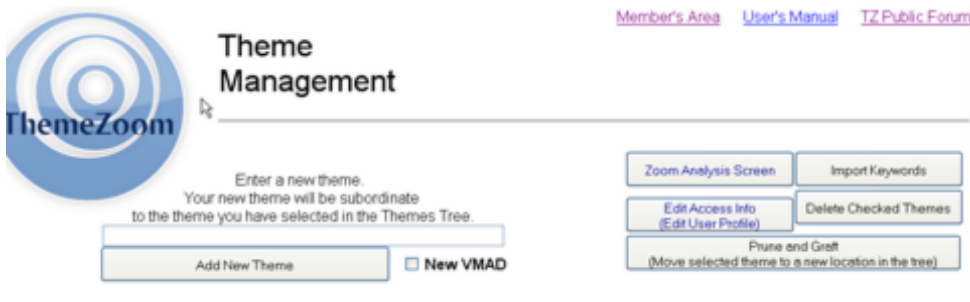 Member's Area User's Manual TZ Public Forum
Theme
Management
ThemeZoom
Enter a new theme.
Your new theme will be subordinate
to the theme you have selected in the Themes Tree.
Add New Theme
New VMAD
Zoom Analysis Screen
Import Keywords
Edit Access Info
(Edit User Profile)
Delete Checked Themes
Prune and Graft
(Move selected theme to a new location in the tree)